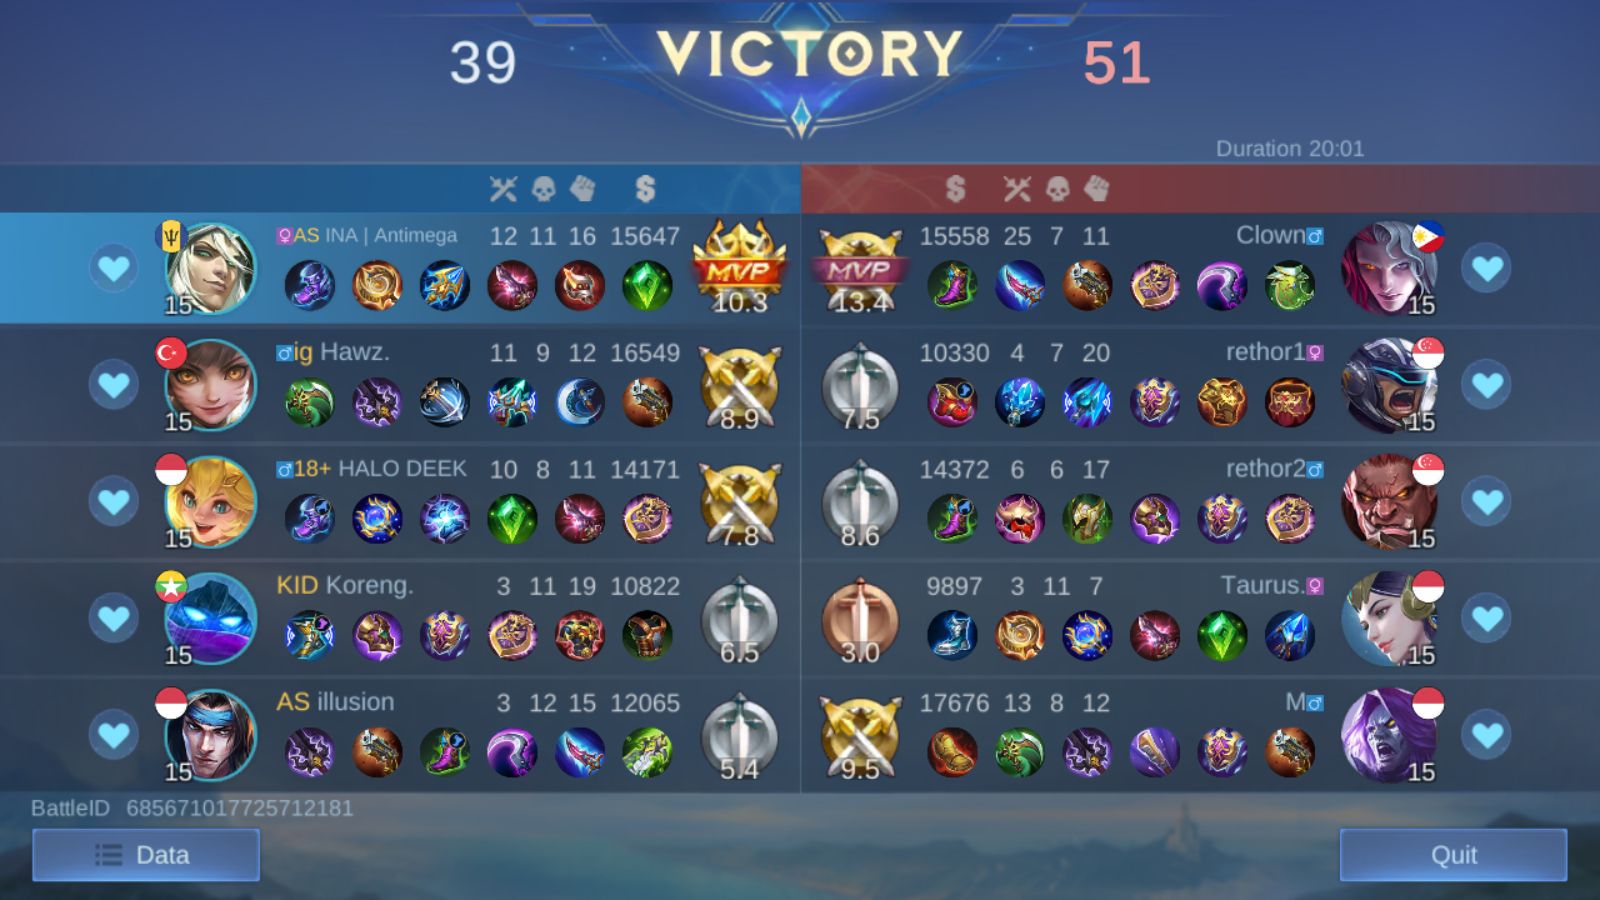 39 VICTORY 51
Duration 20:01
AS INA | Antimega 12 11 16 15647 MVP 10.3 15
MVP 13.4 15558 25 7 11 Clown 15
ig Hawz. 11 9 12 16549 8.9 15
7.5 10330 4 7 20 rethor1 15
18+ HALO DEEK 10 8 11 14171 7.8 15
8.6 14372 6 6 17 rethor2 15
KID Koreng. 3 11 19 10822 6.5 15
3.0 9897 3 11 7 Taurus. 15
AS illusion 3 12 15 12065 5.4 15
9.5 17676 13 8 12 M 15
BattleID 685671017725712181
Data
Quit